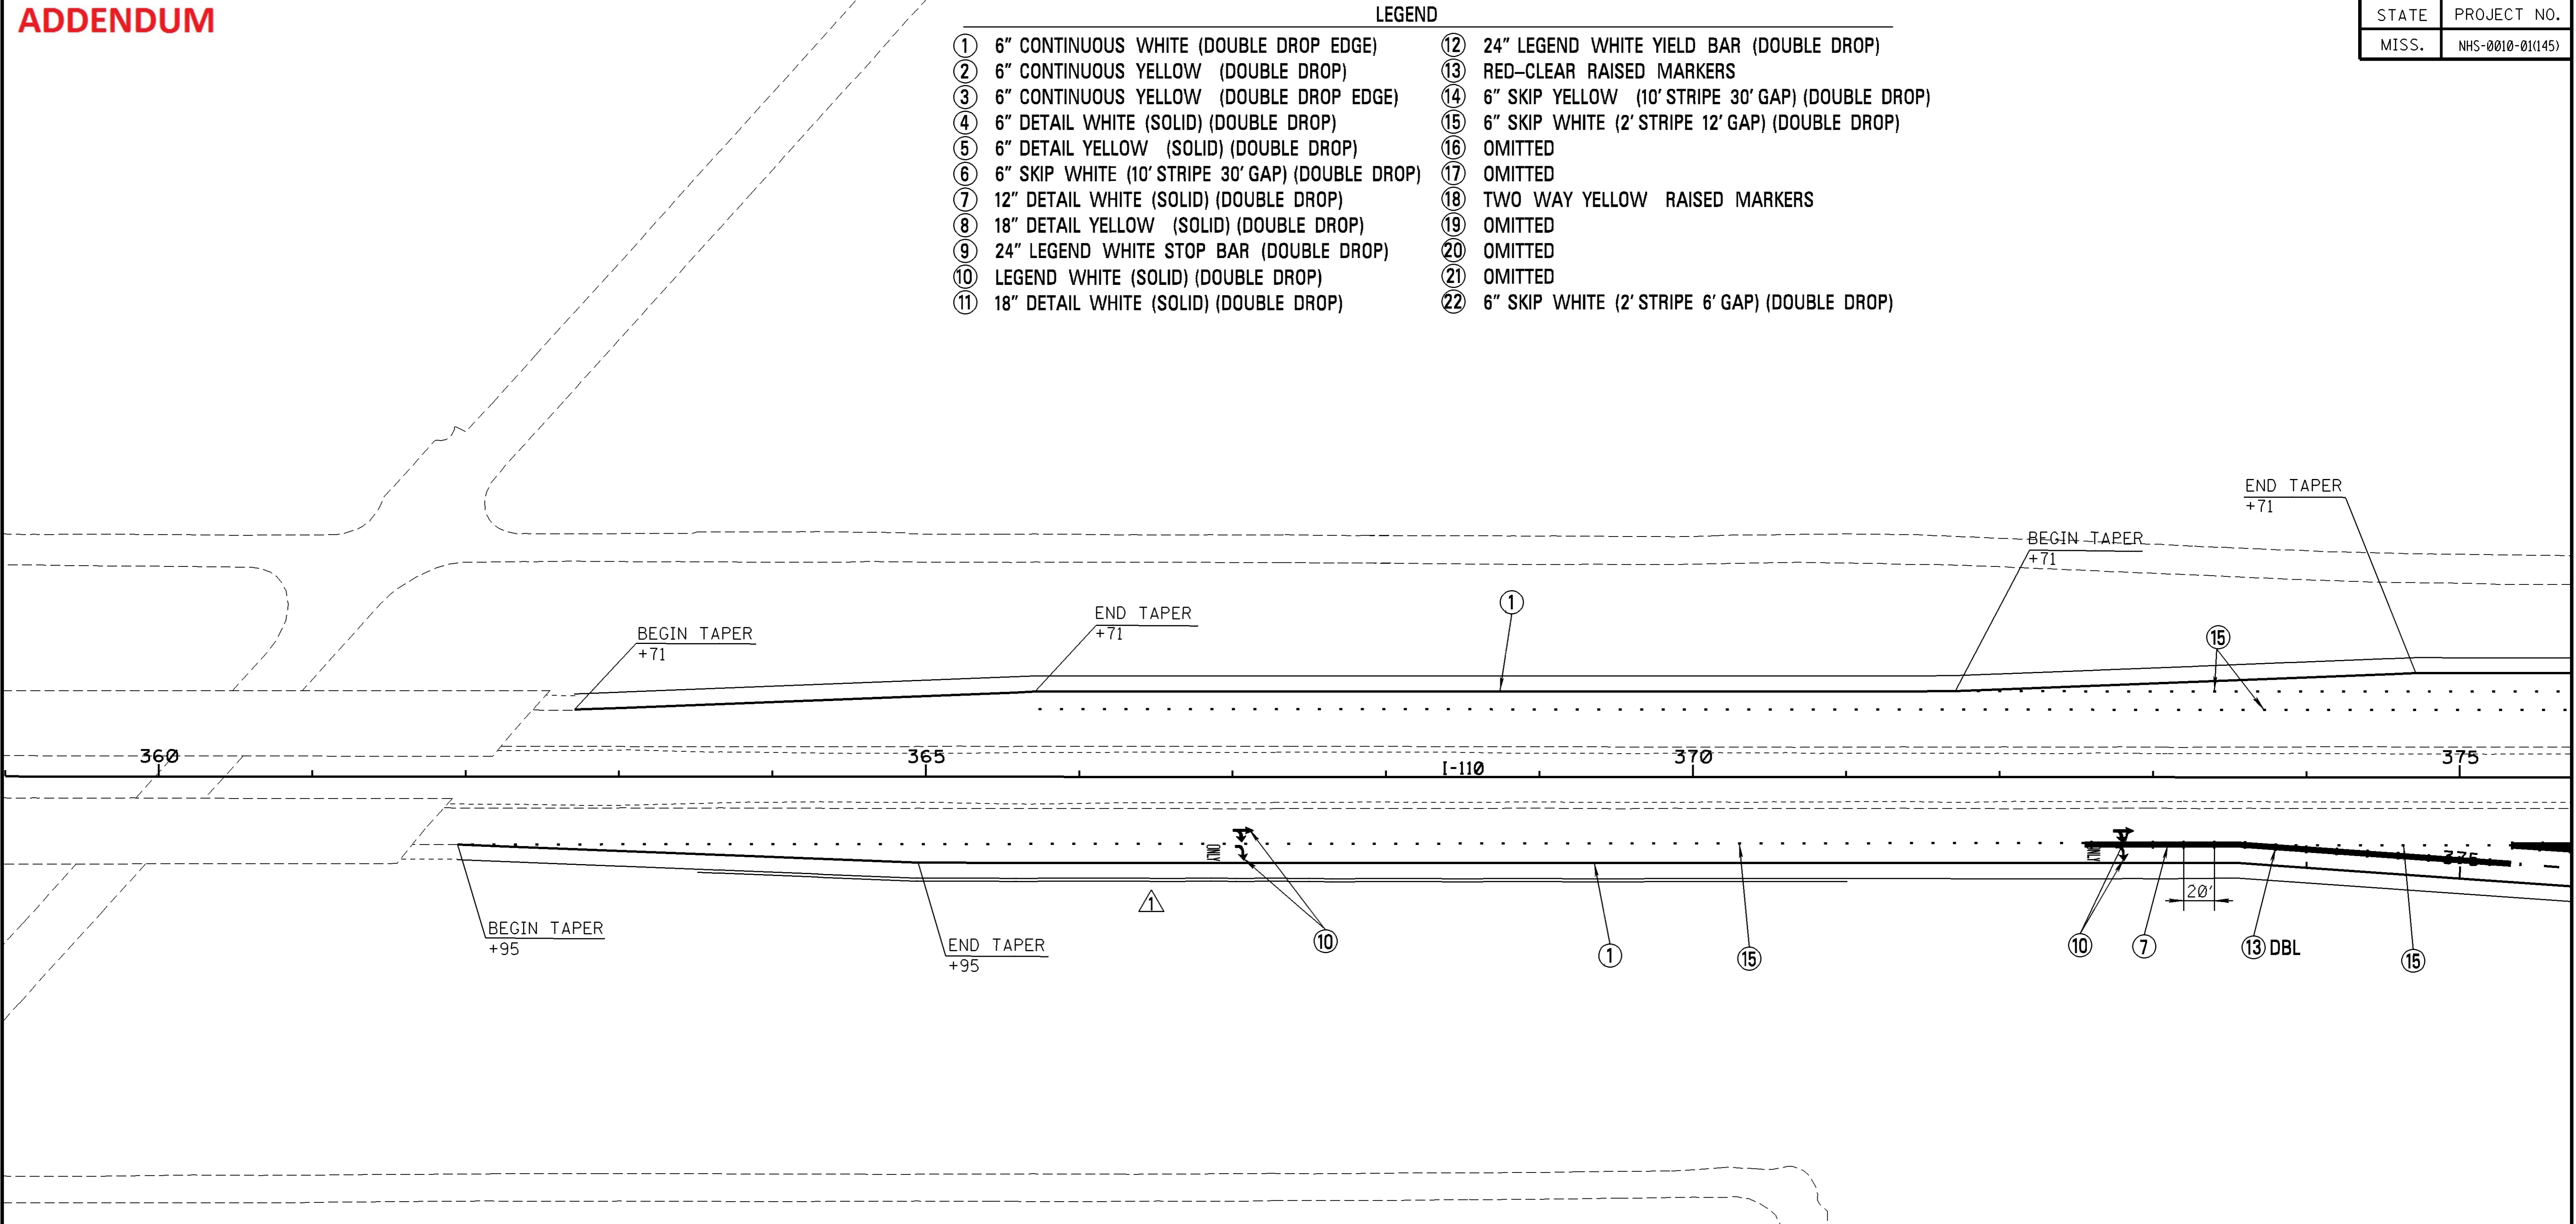 ADDENDUM
LEGEND
1 6" CONTINUOUS WHITE (DOUBLE DROP EDGE)
2 6" CONTINUOUS YELLOW (DOUBLE DROP)
3 6" CONTINUOUS YELLOW (DOUBLE DROP EDGE)
4 6" DETAIL WHITE (SOLID) (DOUBLE DROP)
5 6" DETAIL YELLOW (SOLID) (DOUBLE DROP)
6 6" SKIP WHITE (10' STRIPE 30' GAP) (DOUBLE DROP)
7 12" DETAIL WHITE (SOLID) (DOUBLE DROP)
8 18" DETAIL YELLOW (SOLID) (DOUBLE DROP)
9 24" LEGEND WHITE STOP BAR (DOUBLE DROP)
10 LEGEND WHITE (SOLID) (DOUBLE DROP)
11 18" DETAIL WHITE (SOLID) (DOUBLE DROP)
12 24" LEGEND WHITE YIELD BAR (DOUBLE DROP)
13 RED-CLEAR RAISED MARKERS
14 6" SKIP YELLOW (10' STRIPE 30' GAP) (DOUBLE DROP)
15 6" SKIP WHITE (2' STRIPE 12' GAP) (DOUBLE DROP)
16 OMITTED
17 OMITTED
18 TWO WAY YELLOW RAISED MARKERS
19 OMITTED
20 OMITTED
21 OMITTED
22 6" SKIP WHITE (2' STRIPE 6' GAP) (DOUBLE DROP)
STATE PROJECT NO.
MISS. NHS-0010-01(145)
END TAPER
+71
BEGIN TAPER
+71
1
END TAPER
+71
BEGIN TAPER
+71
15
360
365
370
375
I-110
ONLY
ONLY
375
20'
1
BEGIN TAPER
+95
END TAPER
+95
10
1
15
10
7
13 DBL
15